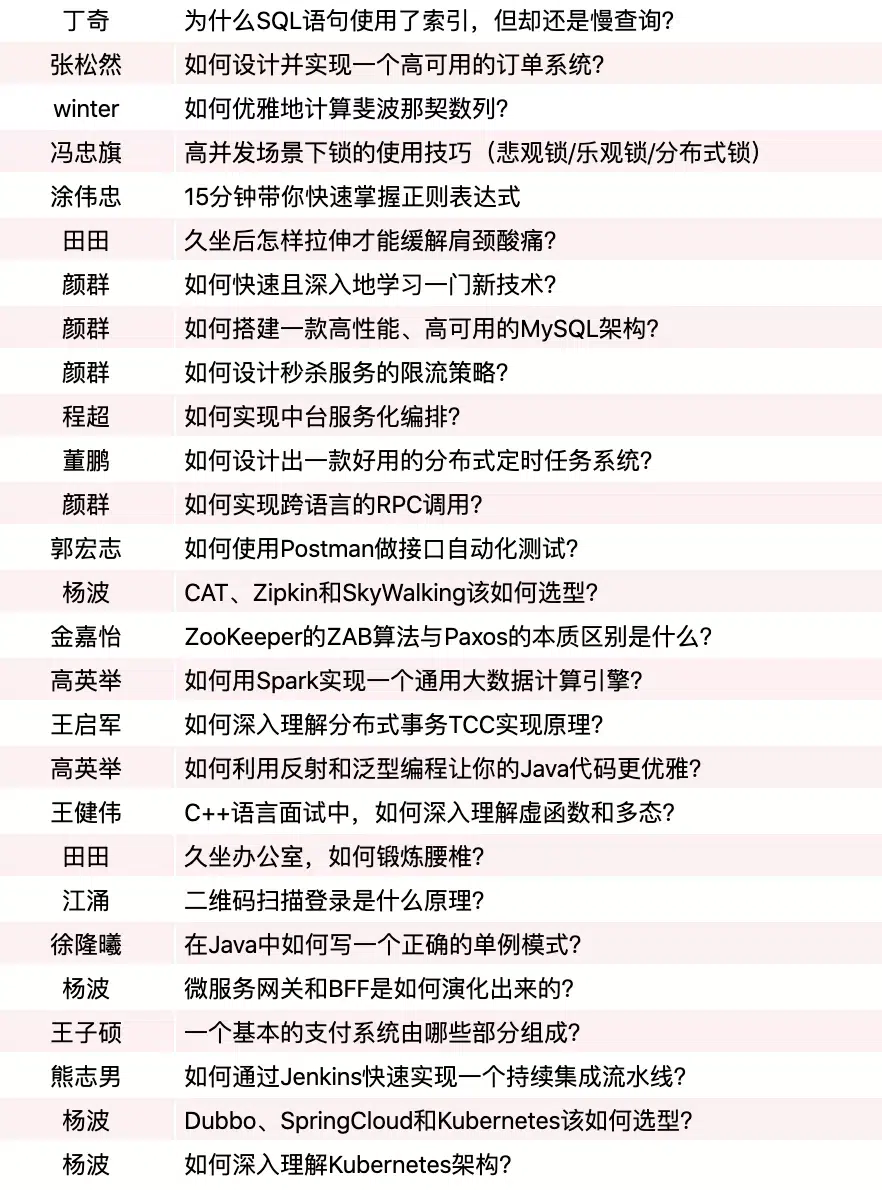 丁奇 为什么SQL语句使用了索引，但却还是慢查询？
张松然 如何设计并实现一个高可用的订单系统？
winter 如何优雅地计算斐波那契数列？
冯忠旗 高并发场景下锁的使用技巧（悲观锁/乐观锁/分布式锁）
涂伟忠 15分钟带你快速掌握正则表达式
田田 久坐后怎样拉伸才能缓解肩颈酸痛？
颜群 如何快速且深入地学习一门新技术？
颜群 如何搭建一款高性能、高可用的MySQL架构？
颜群 如何设计秒杀服务的限流策略？
程超 如何实现中台服务化编排？
董鹏 如何设计出一款好用的分布式定时任务系统？
颜群 如何实现跨语言的RPC调用？
郭宏志 如何使用Postman做接口自动化测试？
杨波 CAT、Zipkin和SkyWalking该如何选型？
金嘉怡 ZooKeeper的ZAB算法与Paxos的本质区别是什么？
高英举 如何用Spark实现一个通用大数据计算引擎？
王启军 如何深入理解分布式事务TCC实现原理？
高英举 如何利用反射和泛型编程让你的Java代码更优雅？
王健伟 C++语言面试中，如何深入理解虚函数和多态？
田田 久坐办公室，如何锻炼腰椎？
江涌 二维码扫描登录是什么原理？
徐隆曦 在Java中如何写一个正确的单例模式？
杨波 微服务网关和BFF是如何演化出来的？
王子硕 一个基本的支付系统由哪些部分组成？
熊志男 如何通过Jenkins快速实现一个持续集成流水线？
杨波 Dubbo、SpringCloud和Kubernetes该如何选型？
杨波 如何深入理解Kubernetes架构？